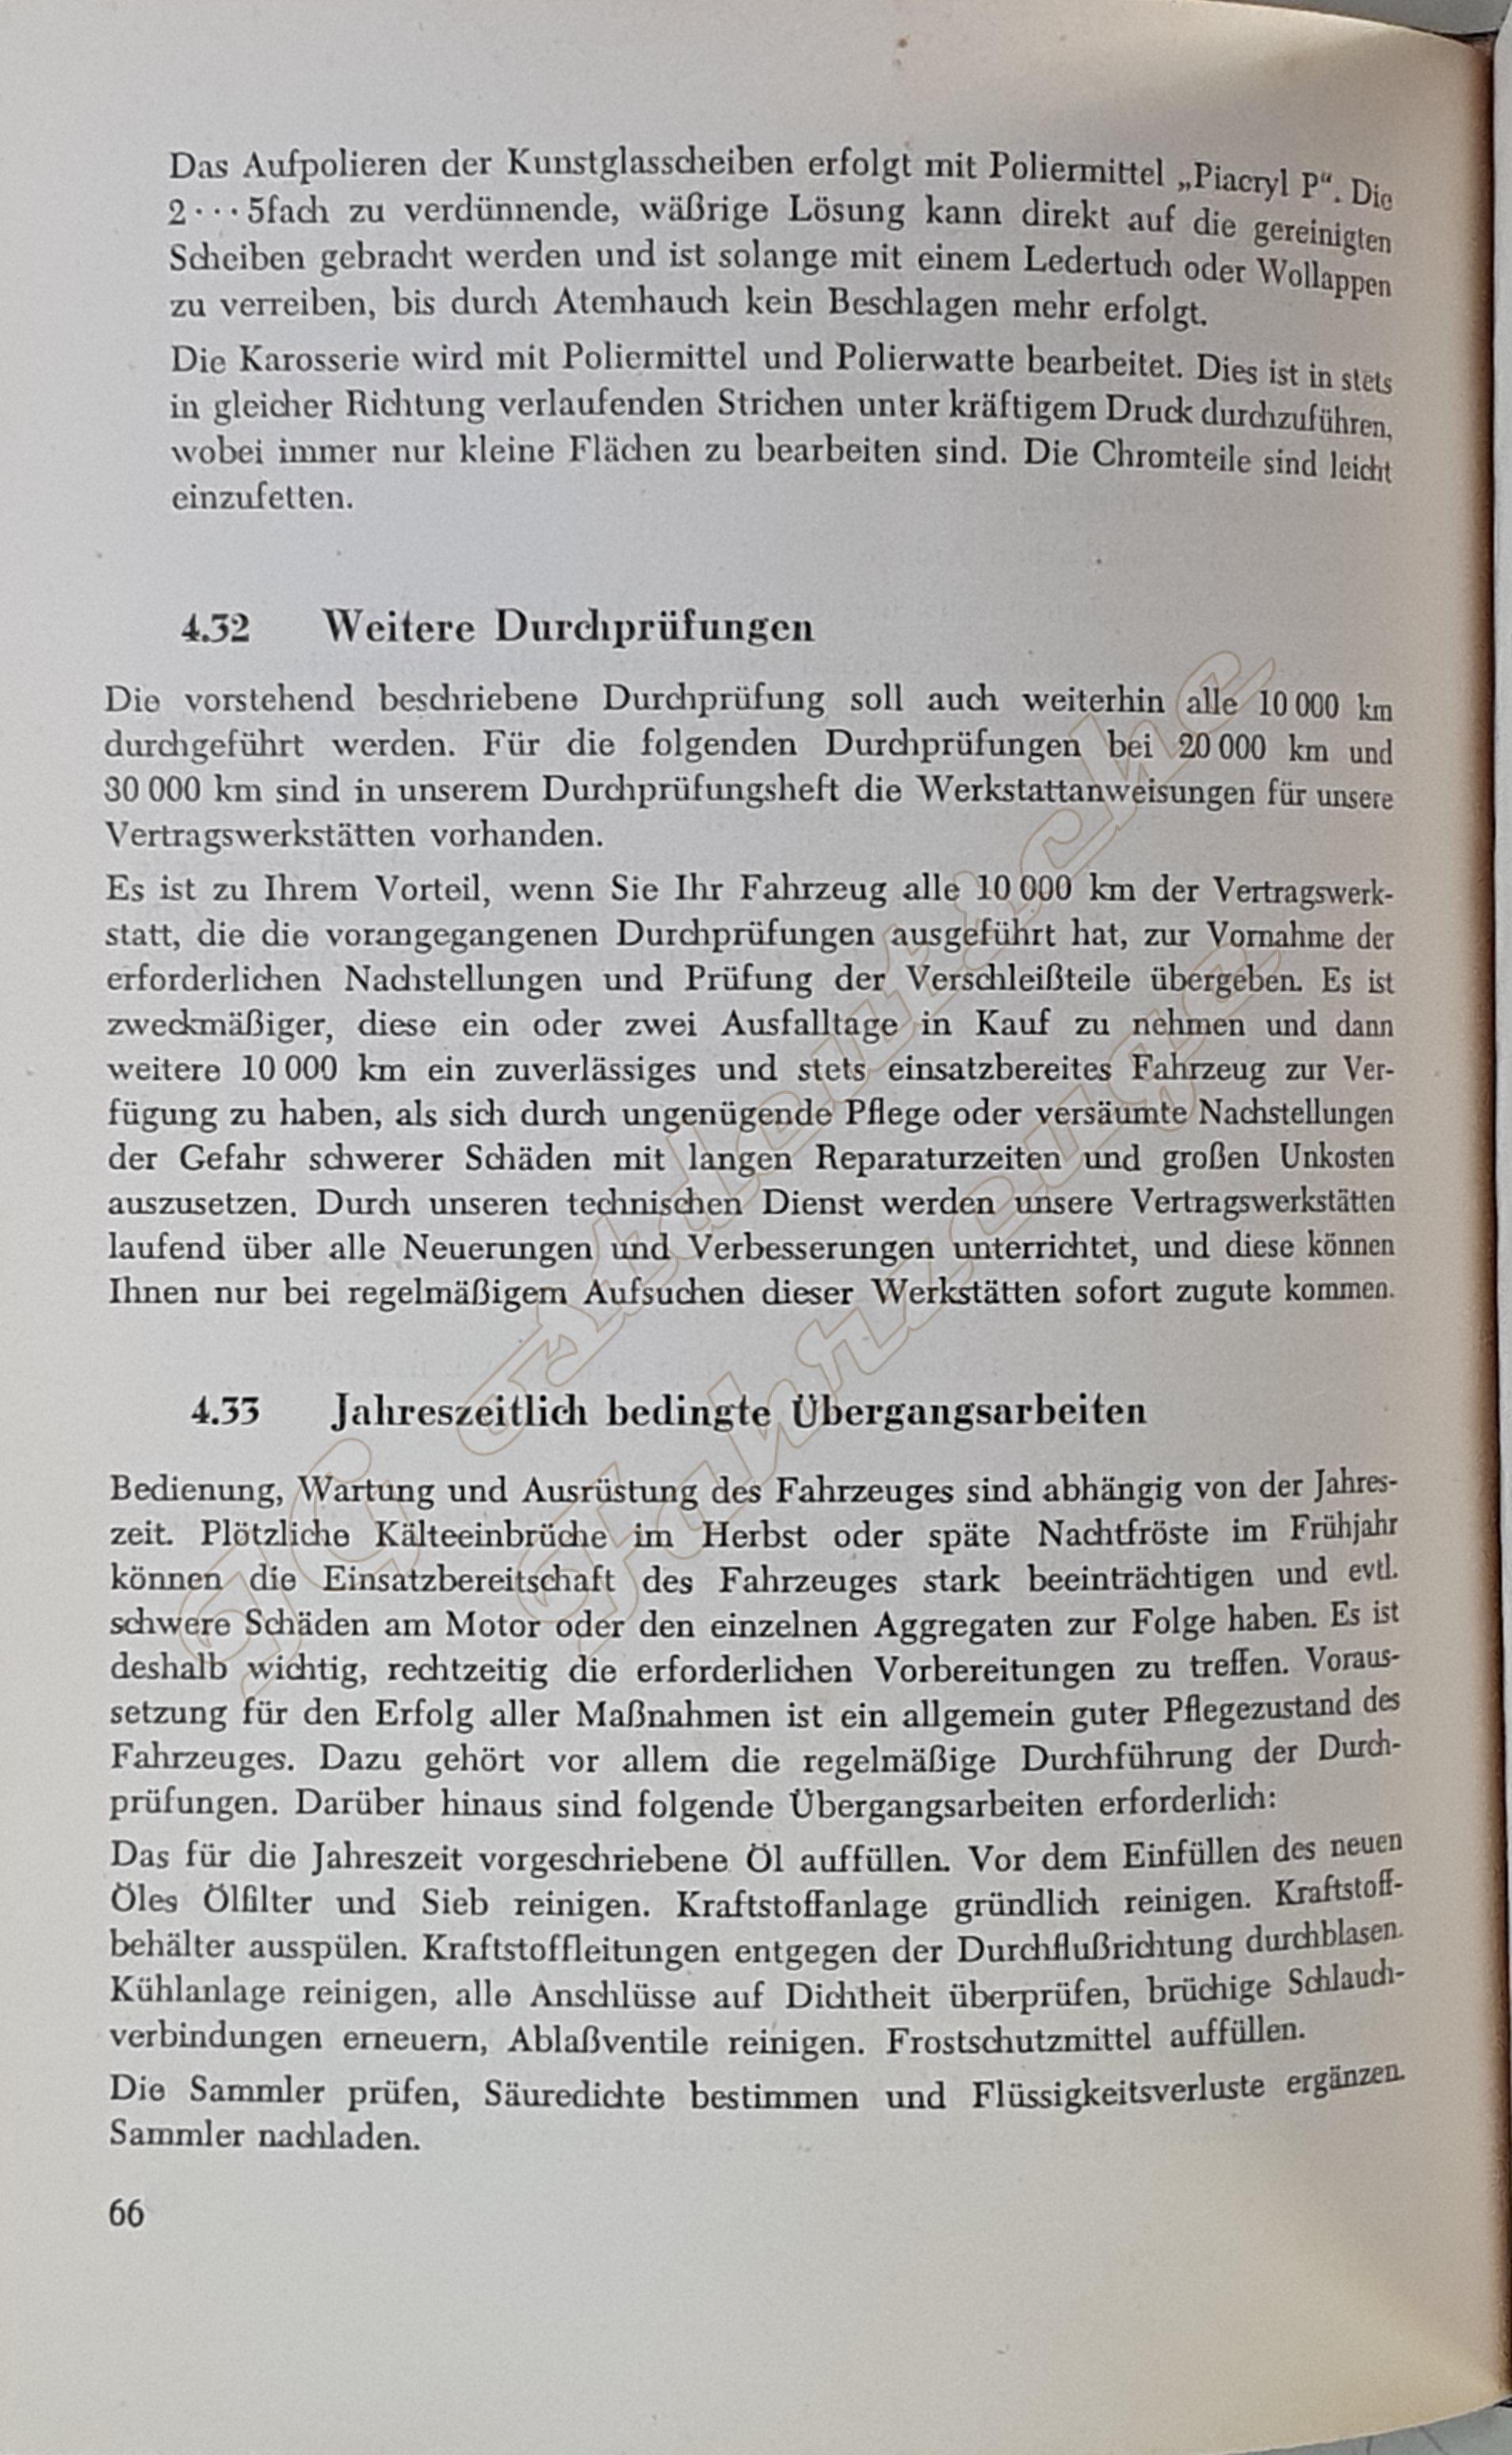 Das Aufpolieren der Kunstglasscheiben erfolgt mit Poliermittel „Piacryl P“. Die
2···5fach zu verdünnende, wäßrige Lösung kann direkt auf die gereinigten
Scheiben gebracht werden und ist solange mit einem Ledertuch oder Wollappen
zu verreiben, bis durch Atemhauch kein Beschlagen mehr erfolgt.
Die Karosserie wird mit Poliermittel und Polierwatte bearbeitet. Dies ist in stets
in gleicher Richtung verlaufenden Strichen unter kräftigem Druck durchzuführen,
wobei immer nur kleine Flächen zu bearbeiten sind. Die Chromteile sind leicht
einzufetten.
4.32 Weitere Durchprüfungen
Die vorstehend beschriebene Durchprüfung soll auch weiterhin alle 10 000 km
durchgeführt werden. Für die folgenden Durchprüfungen bei 20 000 km und
30 000 km sind in unserem Durchprüfungsheft die Werkstattanweisungen für unsere
Vertragswerkstätten vorhanden.
Es ist zu Ihrem Vorteil, wenn Sie Ihr Fahrzeug alle 10 000 km der Vertragswerk-
statt, die die vorangegangenen Durchprüfungen ausgeführt hat, zur Vornahme der
erforderlichen Nachstellungen und Prüfung der Verschleißteile übergeben. Es ist
zweckmäßiger, diese ein oder zwei Ausfalltage in Kauf zu nehmen und dann
weitere 10 000 km ein zuverlässiges und stets einsatzbereites Fahrzeug zur Ver-
fügung zu haben, als sich durch ungenügende Pflege oder versäumte Nachstellungen
der Gefahr schwerer Schäden mit langen Reparaturzeiten und großen Unkosten
auszusetzen. Durch unseren technischen Dienst werden unsere Vertragswerkstätten
laufend über alle Neuerungen und Verbesserungen unterrichtet, und diese können
Ihnen nur bei regelmäßigem Aufsuchen dieser Werkstätten sofort zugute kommen.
4.33 Jahreszeitlich bedingte Übergangsarbeiten
Bedienung, Wartung und Ausrüstung des Fahrzeuges sind abhängig von der Jahres-
zeit. Plötzliche Kälteeinbrüche im Herbst oder späte Nachtfröste im Frühjahr
können die Einsatzbereitschaft des Fahrzeuges stark beeinträchtigen und evtl.
schwere Schäden am Motor oder den einzelnen Aggregaten zur Folge haben. Es ist
deshalb wichtig, rechtzeitig die erforderlichen Vorbereitungen zu treffen. Voraus-
setzung für den Erfolg aller Maßnahmen ist ein allgemein guter Pflegezustand des
Fahrzeuges. Dazu gehört vor allem die regelmäßige Durchführung der Durch-
prüfungen. Darüber hinaus sind folgende Übergangsarbeiten erforderlich:
Das für die Jahreszeit vorgeschriebene Öl auffüllen. Vor dem Einfüllen des neuen
Öles Ölfilter und Sieb reinigen. Kraftstoffanlage gründlich reinigen. Kraftstoff-
behälter ausspülen. Kraftstoffleitungen entgegen der Durchflußrichtung durchblasen.
Kühlanlage reinigen, alle Anschlüsse auf Dichtheit überprüfen, brüchige Schlauch-
verbindungen erneuern, Ablaßventile reinigen. Frostschutzmittel auffüllen.
Die Sammler prüfen, Säuredichte bestimmen und Flüssigkeitsverluste ergänzen.
Sammler nachladen.
66
IG ostdeutsche
Fahrzeuge